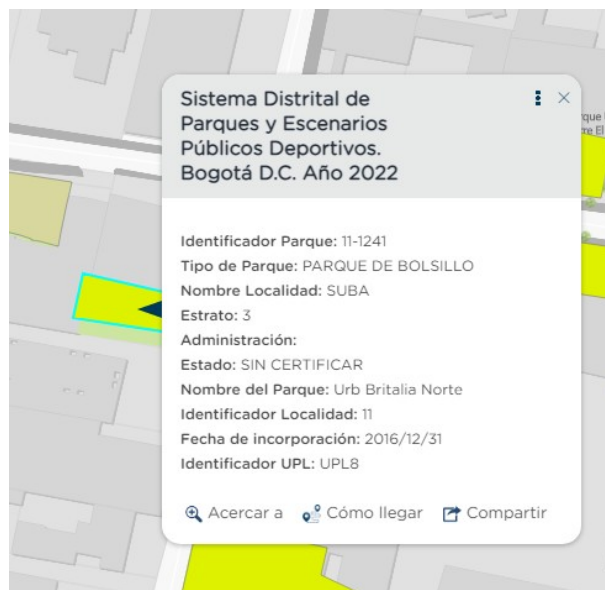 Sistema Distrital de
Parques y Escenarios
Públicos Deportivos.
Bogotá D.C. Año 2022
Identificador Parque: 11-1241
Tipo de Parque: PARQUE DE BOLSILLO
Nombre Localidad: SUBA
Estrato: 3
Administración:
Estado: SIN CERTIFICAR
Nombre del Parque: Urb Britalia Norte
Identificador Localidad: 11
Fecha de incorporación: 2016/12/31
Identificador UPL: UPL8
Acercar a Cómo llegar Compartir